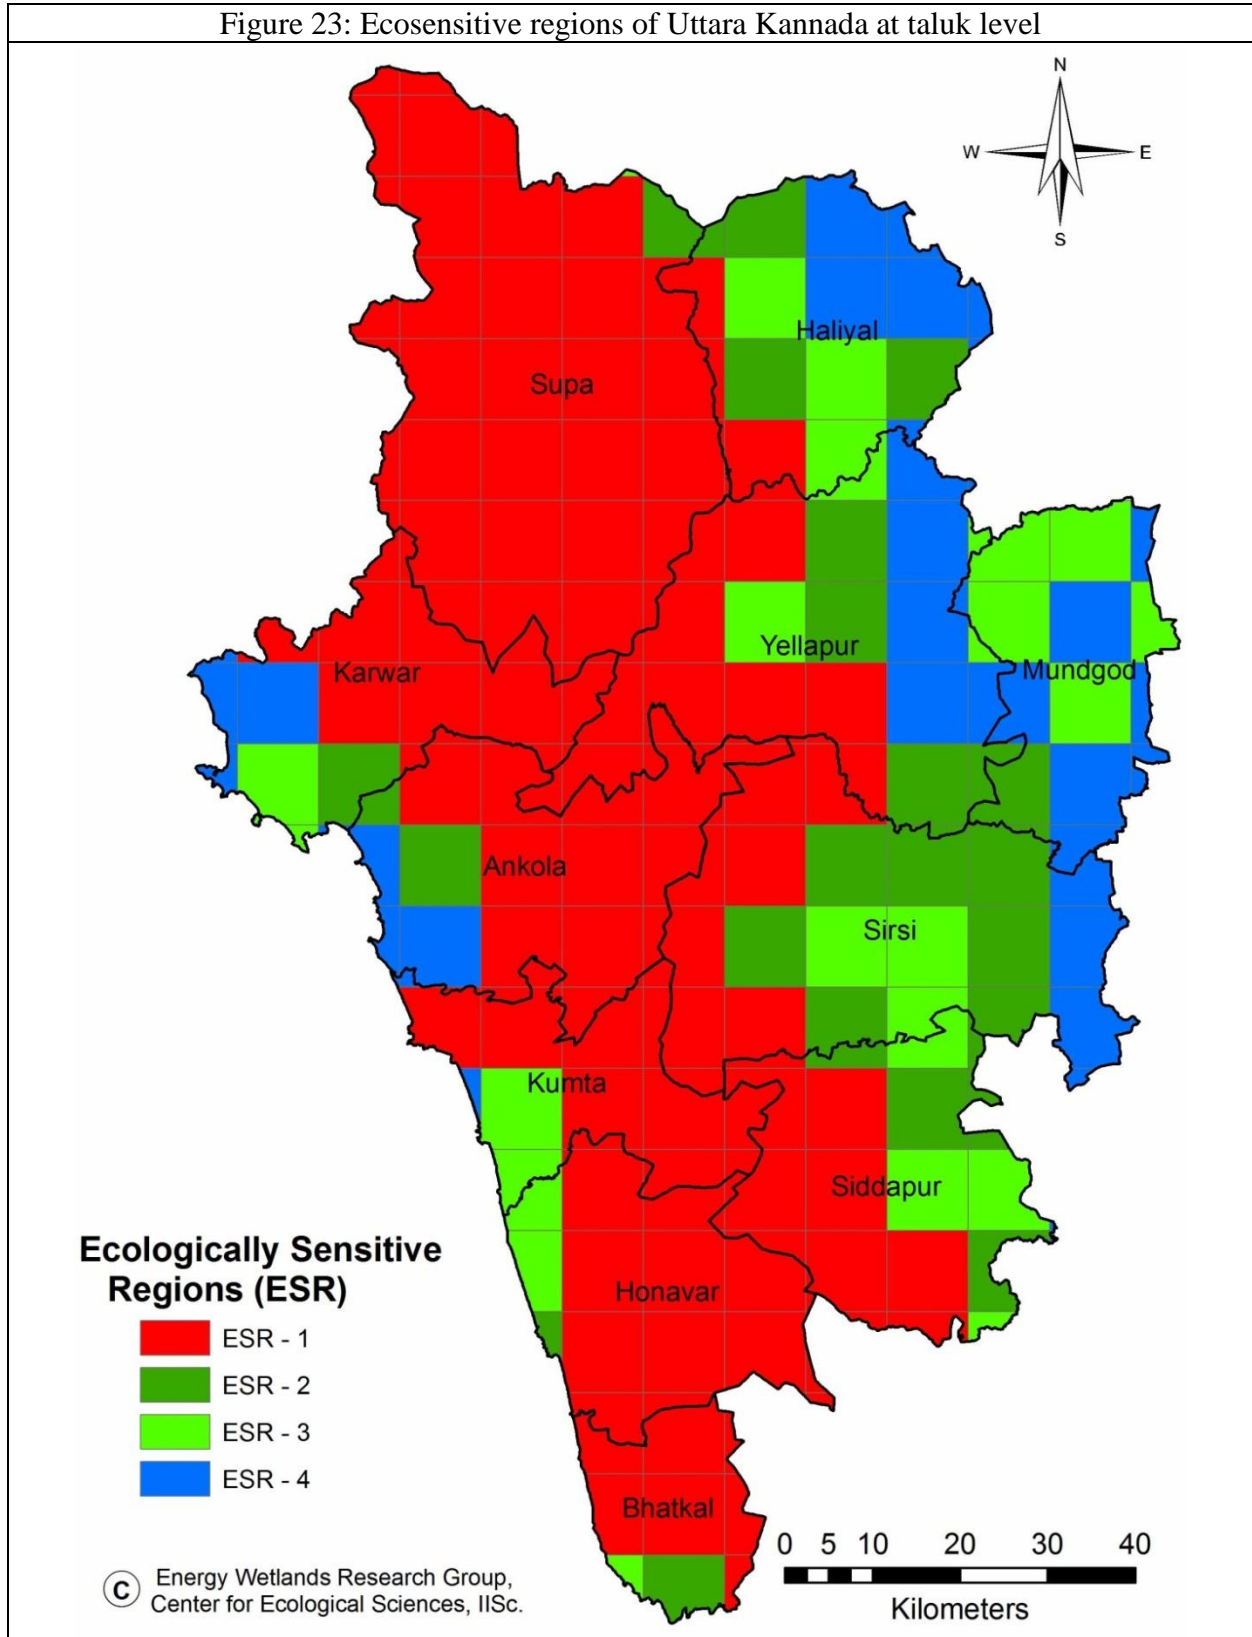 Figure 23: Ecosensitive regions of Uttara Kannada at taluk level
N
W E
S
Haliyal
Supa
Yellapur
Karwar
Mundgod
Ankola
Sirsi
Kumta
Siddapur
Honavar
Bhatkal
Ecologically Sensitive
Regions (ESR)
ESR - 1
ESR - 2
ESR - 3
ESR - 4
0 5 10 20 30 40
Kilometers
C Energy Wetlands Research Group,
Center for Ecological Sciences, IISc.